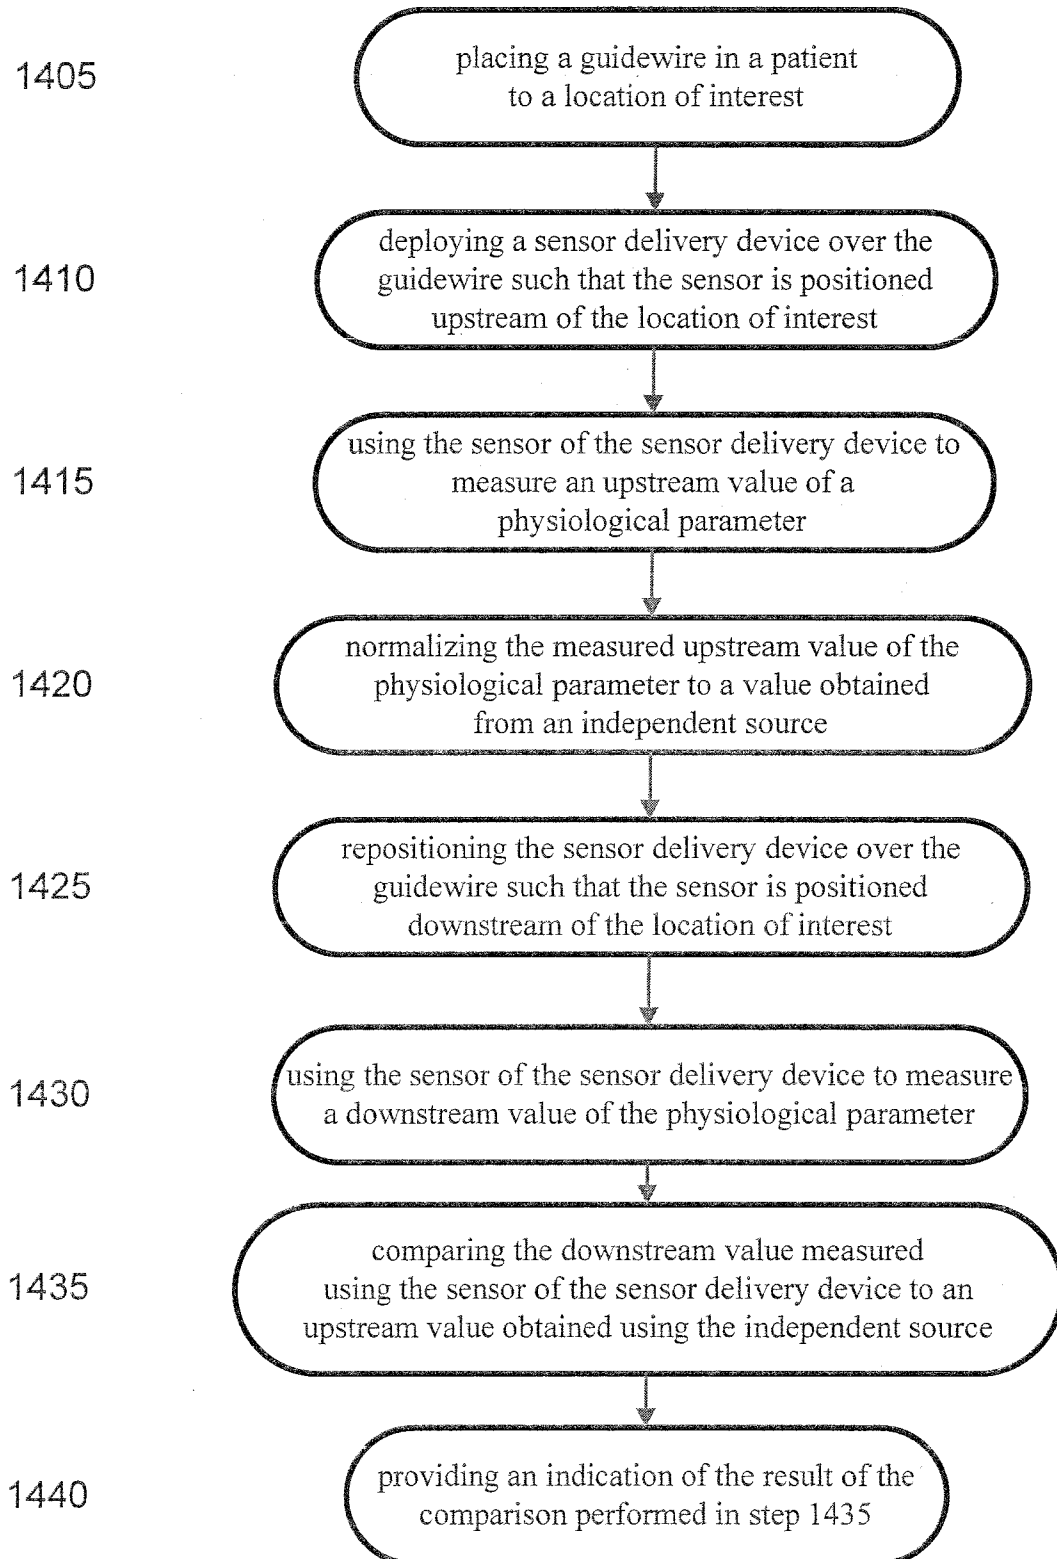 1405
placing a guidewire in a patient
to a location of interest
1410
deploying a sensor delivery device over the
guidewire such that the sensor is positioned
upstream of the location of interest
1415
using the sensor of the sensor delivery device to
measure an upstream value of a
physiological parameter
1420
normalizing the measured upstream value of the
physiological parameter to a value obtained
from an independent source
1425
repositioning the sensor delivery device over the
guidewire such that the sensor is positioned
downstream of the location of interest
1430
using the sensor of the sensor delivery device to measure
a downstream value of the physiological parameter
1435
comparing the downstream value measured
using the sensor of the sensor delivery device to an
upstream value obtained using the independent source
1440
providing an indication of the result of the
comparison performed in step 1435